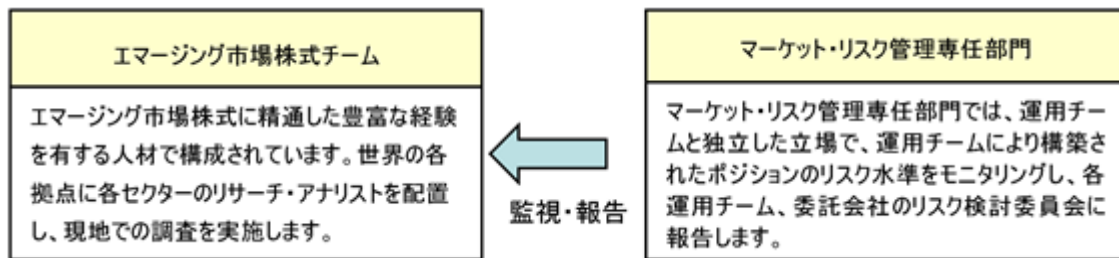 エマージング市場株式チーム
エマージング市場株式に精通した豊富な経験
を有する人材で構成されています。世界の各
拠点に各セクターのリサーチ・アナリストを配置
し、現地での調査を実施します。
監視・報告
マーケット・リスク管理専任部門
マーケット・リスク管理専任部門では、運用チー
ムと独立した立場で、運用チームにより構築さ
れたポジションのリスク水準をモニタリングし、各
運用チーム、委託会社のリスク検討委員会に
報告します。